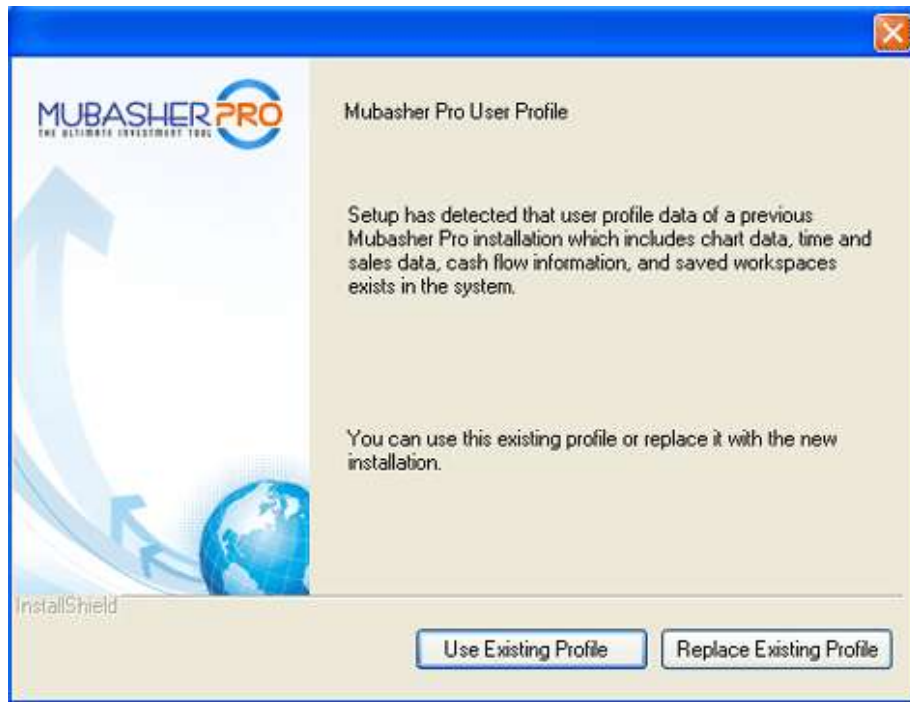 MUBASHER PRO
THE ULTIMATE INVESTMENT TOOL
Mubasher Pro User Profile
Setup has detected that user profile data of a previous
Mubasher Pro installation which includes chart data, time and
sales data, cash flow information, and saved workspaces
exists in the system.
You can use this existing profile or replace it with the new
installation.
InstallShield
Use Existing Profile
Replace Existing Profile